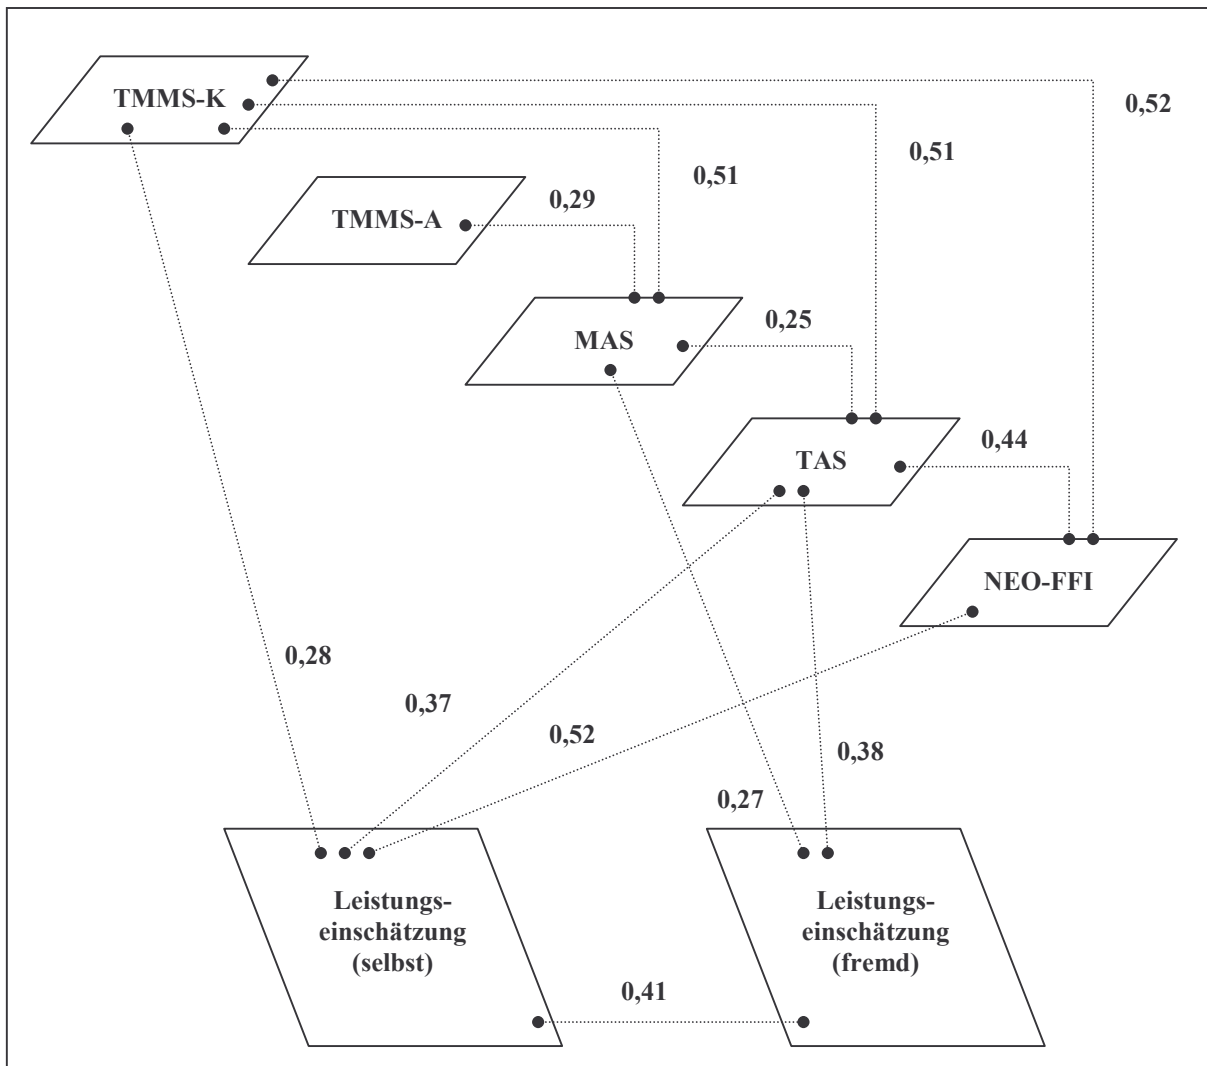 TMMS-K
0,52
0,51
0,51
TMMS-A
0,29
MAS
0,25
TAS
0,44
NEO-FFI
0,28
0,37
0,52
0,38
0,27
Leistungs-
einschätzung
(selbst)
Leistungs-
einschätzung
(fremd)
0,41